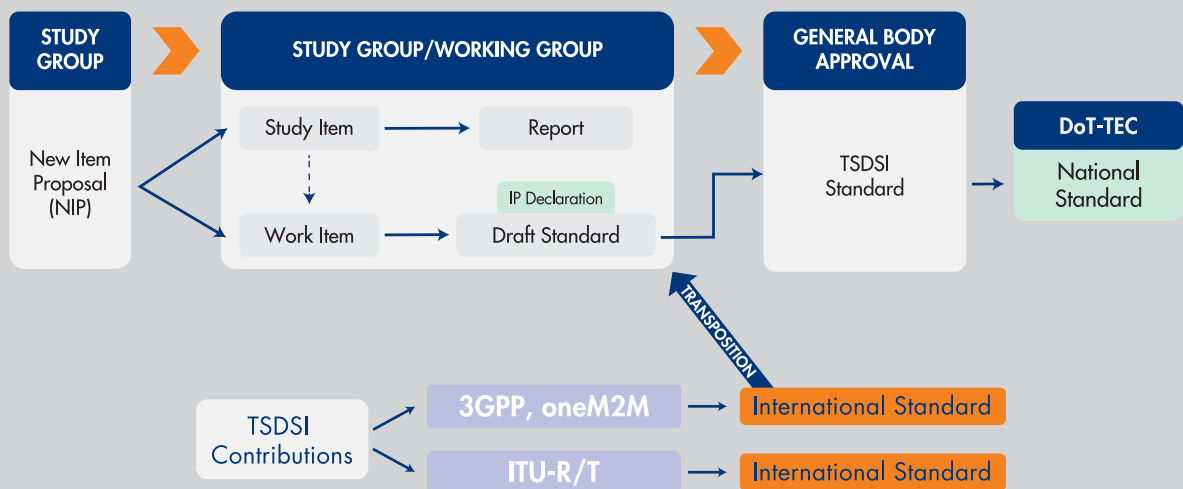 STUDY
GROUP
New Item
Proposal
(NIP)
STUDY GROUP/WORKING GROUP
Study Item
Report
IP Declaration
Work Item
Draft Standard
GENERAL BODY
APPROVAL
TSDSI
Standard
DoT-TEC
National
Standard
TRANSPOSITION
TSDSI
Contributions
3GPP, oneM2M
International Standard
ITU-R/T
International Standard